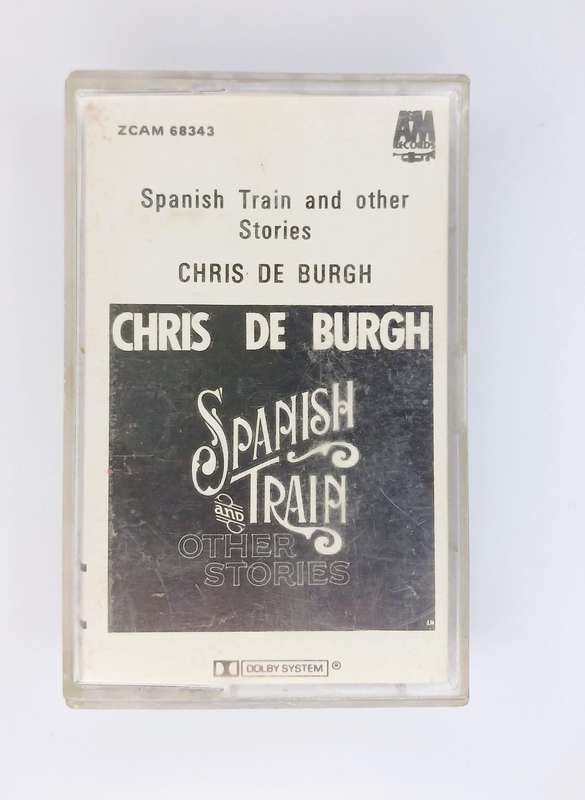 ZCAM 68343
A&M
RECORDS
Spanish Train and other
Stories
CHRIS DE BURGH
CHRIS DE BURGH
SPANISH
AND TRAIN
OTHER
STORIES
DOLBY SYSTEM ®